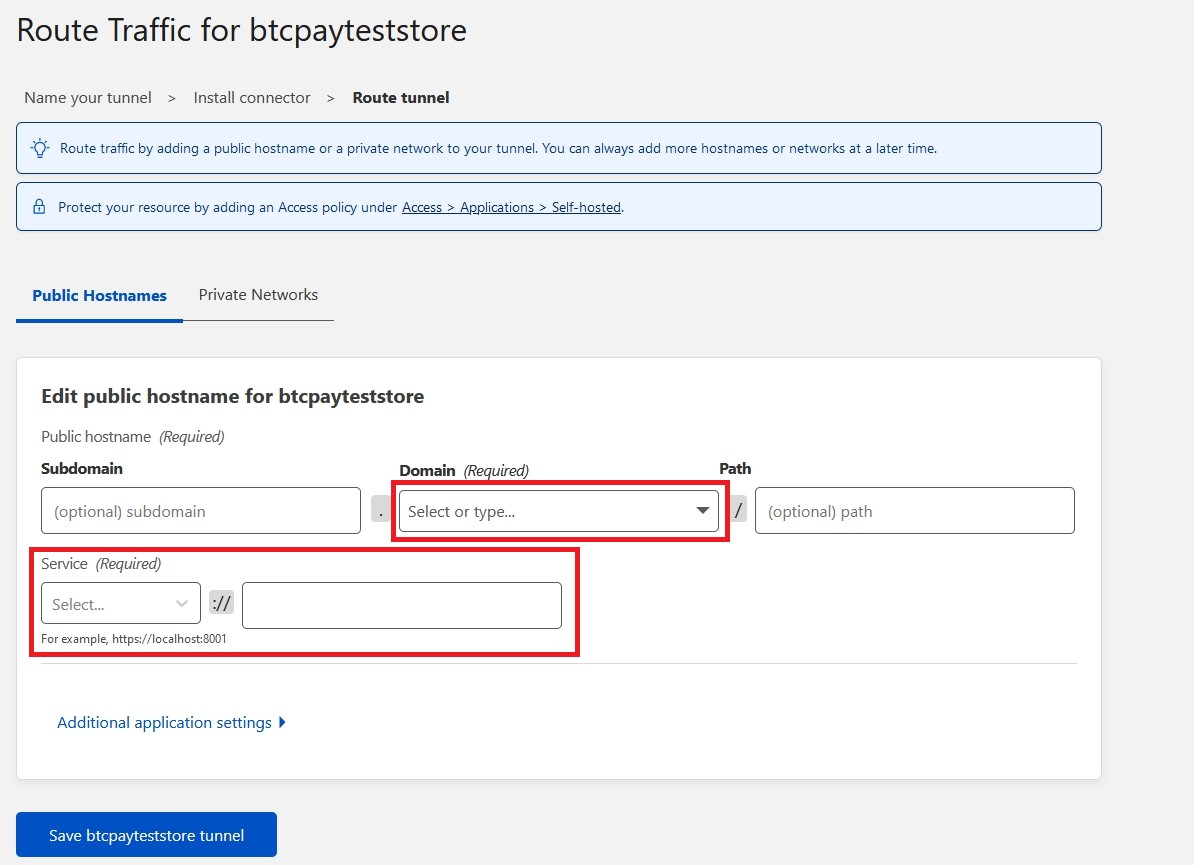 Route Traffic for btcpayteststore
Name your tunnel > Install connector > Route tunnel
Route traffic by adding a public hostname or a private network to your tunnel. You can always add more hostnames or networks at a later time.
Protect your resource by adding an Access policy under Access > Applications > Self-hosted.
Public Hostnames Private Networks
Edit public hostname for btcpayteststore
Public hostname (Required)
Subdomain Domain (Required) Path
(optional) subdomain . Select or type... / (optional) path
Service (Required)
Select... ://
For example, https://localhost:8001
Additional application settings
Save btcpayteststore tunnel